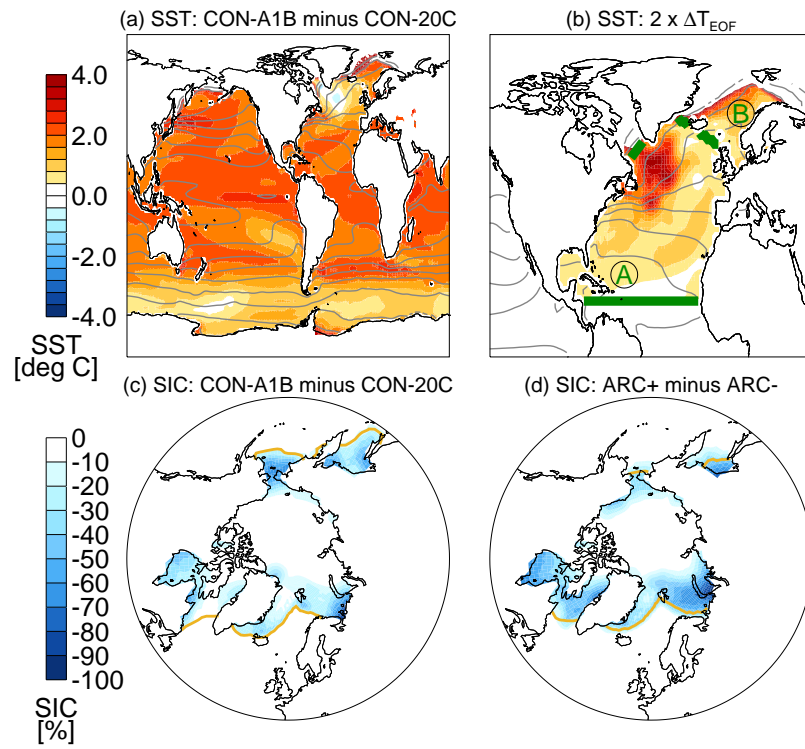 (a) SST: CON-A1B minus CON-20C
(b) SST: 2 x ΔT_EOF
4.0
2.0
0.0
-2.0
-4.0
SST
[deg C]
A
B
(c) SIC: CON-A1B minus CON-20C
(d) SIC: ARC+ minus ARC-
0
-10
-20
-30
-40
-50
-60
-70
-80
-90
-100
SIC
[%]